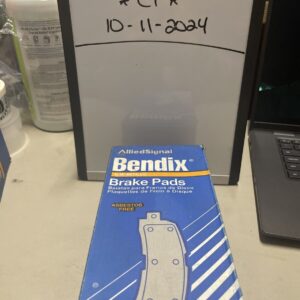 *CT*
10-11-2024
AlliedSignal
Bendix®
Brake Pads
Balatas para Frenos de Disco
Plaquettes de Frein à Disque
ASBESTOS
FREE